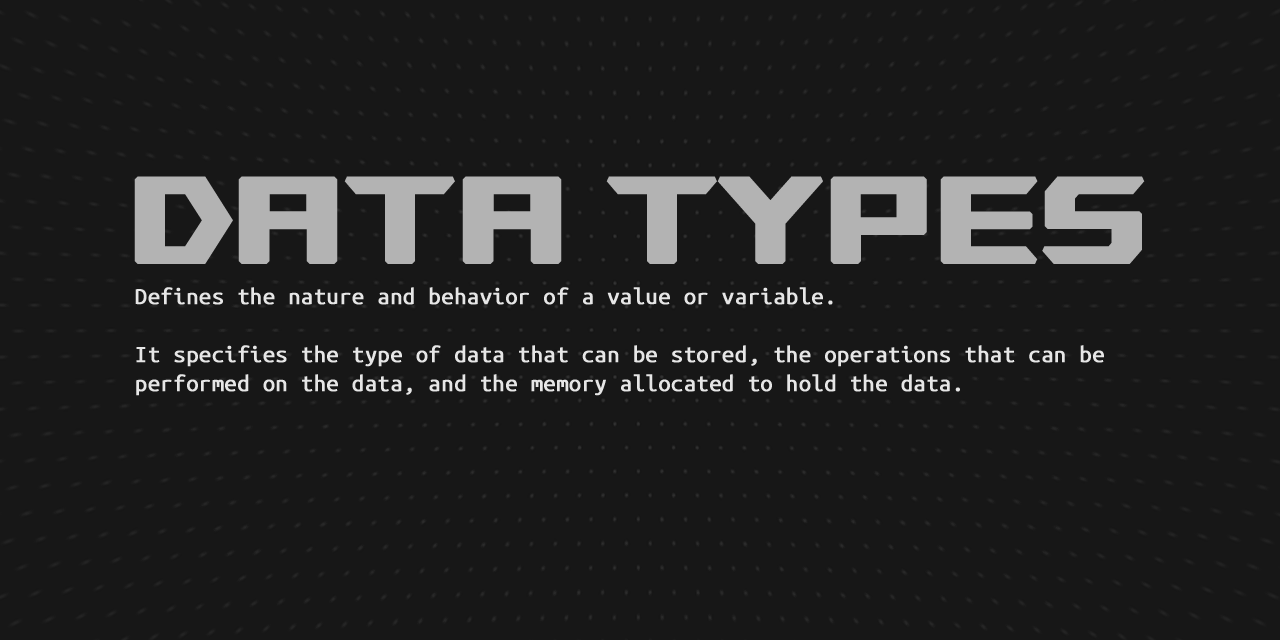 DATA TYPES
Defines the nature and behavior of a value or variable.
It specifies the type of data that can be stored, the operations that can be
performed on the data, and the memory allocated to hold the data.